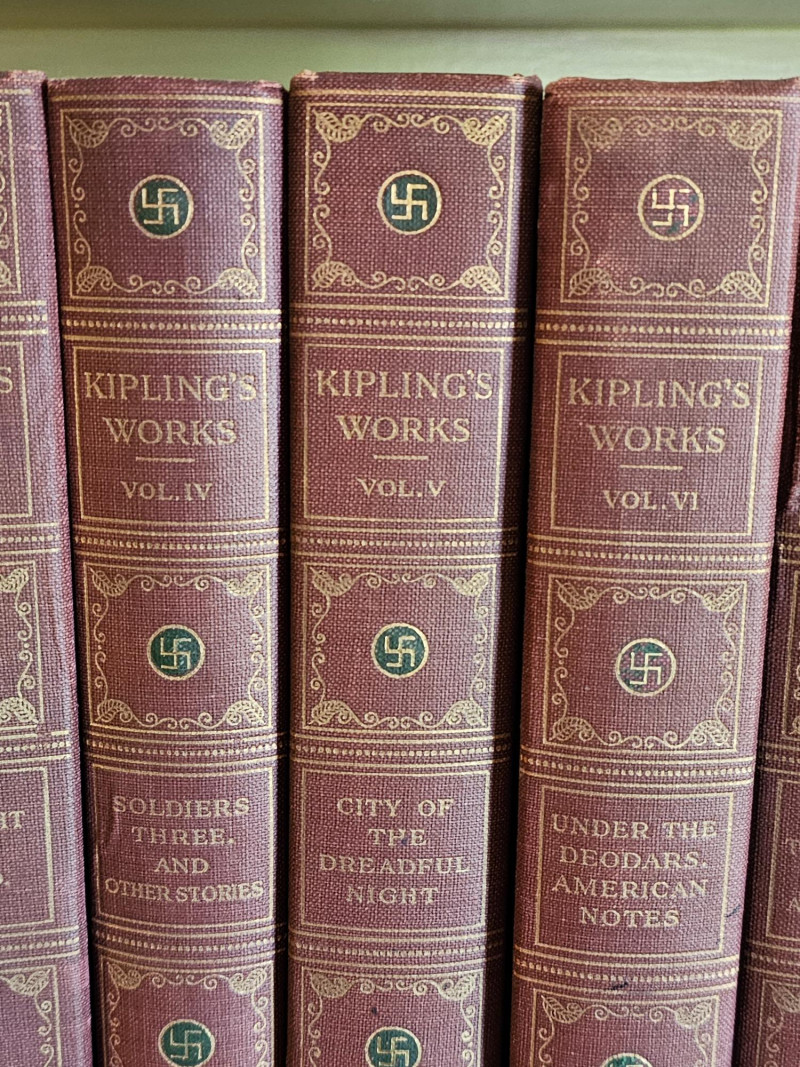 KIPLING'S
WORKS
VOL. IV
SOLDIERS
THREE.
AND
OTHER STORIES
KIPLING'S
WORKS
VOL. V
CITY OF
THE
DREADFUL
NIGHT
KIPLING'S
WORKS
VOL. VI
UNDER THE
DEODARS.
AMERICAN
NOTES